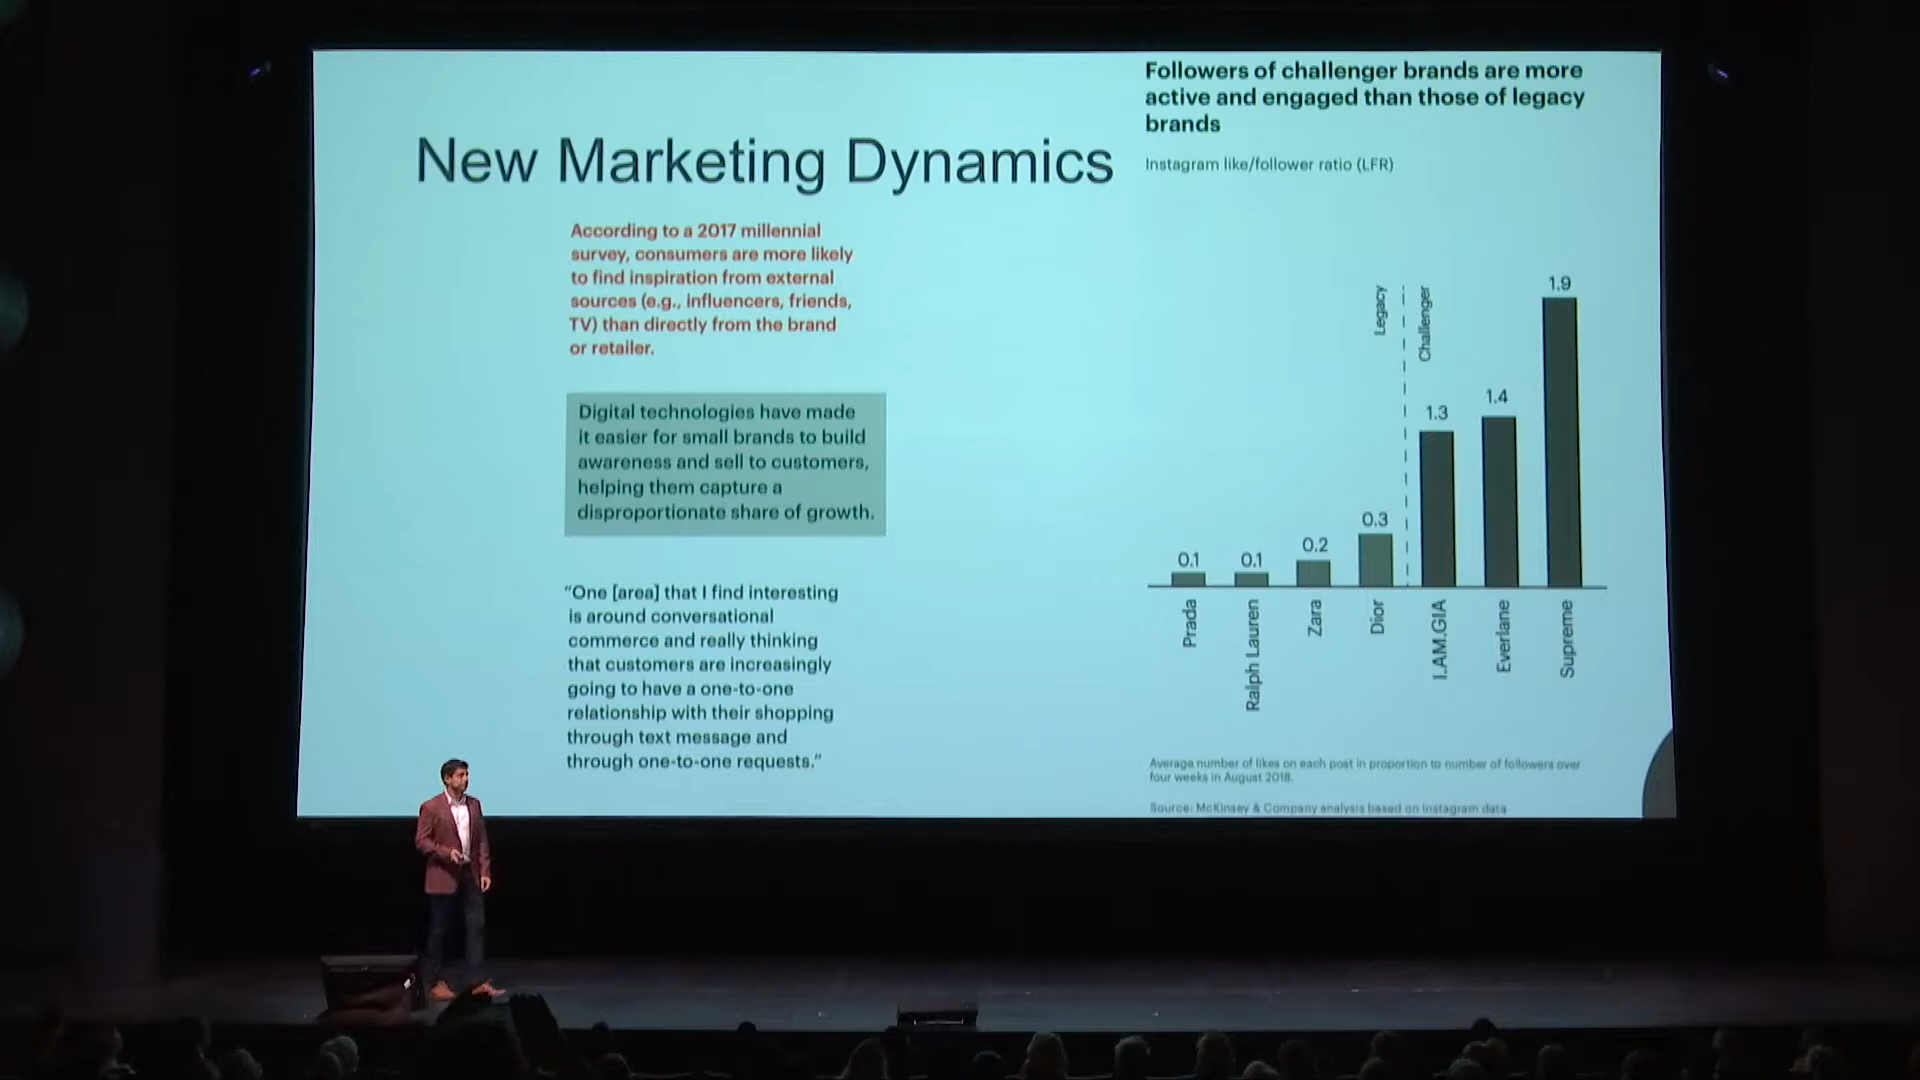 New Marketing Dynamics
According to a 2017 millennial
survey, consumers are more likely
to find inspiration from external
sources (e.g., influencers, friends,
TV) than directly from the brand
or retailer.
Digital technologies have made
it easier for small brands to build
awareness and sell to customers,
helping them capture a
disproportionate share of growth.
“One [area] that I find interesting
is around conversational
commerce and really thinking
that customers are increasingly
going to have a one-to-one
relationship with their shopping
through text message and
through one-to-one requests.”
Followers of challenger brands are more
active and engaged than those of legacy
brands
Instagram like/follower ratio (LFR)
Legacy
Challenger
0.1
0.1
0.2
0.3
1.3
1.4
1.9
Prada
Ralph Lauren
Zara
Dior
I.AM.GIA
Everlane
Supreme
Average number of likes on each post in proportion to number of followers over
four weeks in August 2018.
Source: McKinsey & Company analysis based on Instagram data